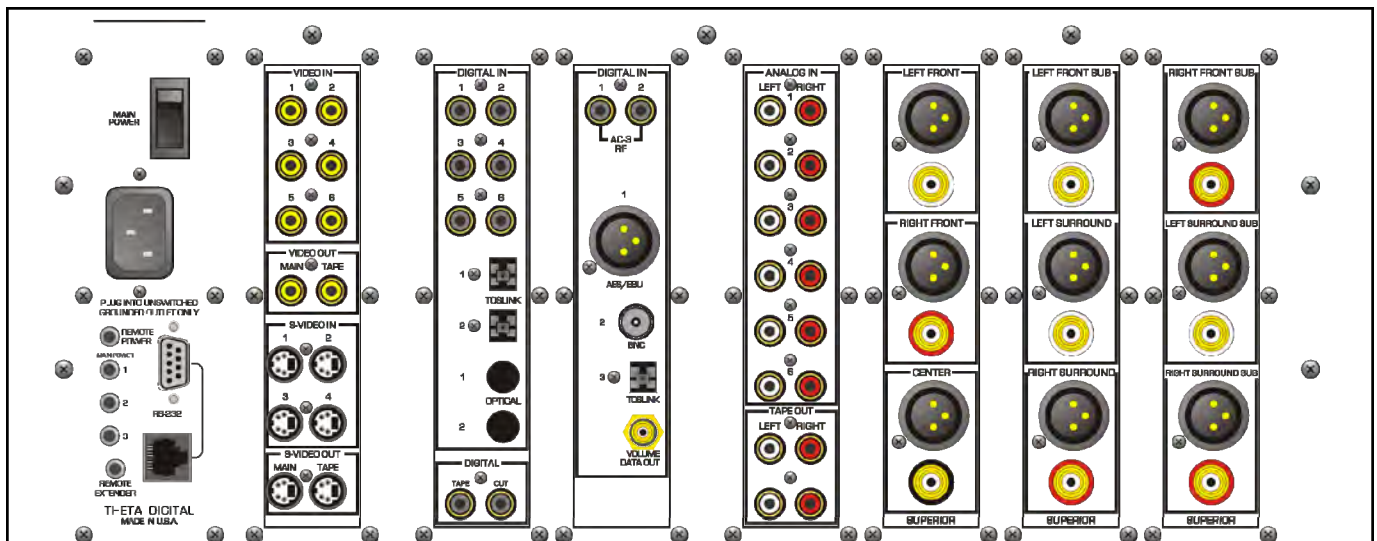 MAIN
POWER
PLUG INTO UNSWITCHED
GROUNDED OUTLET ONLY
REMOTE
POWER
1
2
3
RS-232
REMOTE
EXTENDER
THETA DIGITAL
MADE IN U.S.A.
VIDEO IN
1 2
3 4
5 6
VIDEO OUT
MAIN TAPE
S-VIDEO IN
1 2
3 4
S-VIDEO OUT
MAIN TAPE
DIGITAL IN
1 2
3 4
5 6
1
TOSLINK
2
1
OPTICAL
2
DIGITAL
TAPE OUT
DIGITAL IN
1 2
AC-3
RF
1
AES/EBU
2
BNC
3
TOSLINK
VOLUME
DATA OUT
ANALOG IN
LEFT RIGHT
1
2
3
4
5
6
TAPE OUT
LEFT RIGHT
LEFT FRONT
RIGHT FRONT
CENTER
SUPERIOR
LEFT FRONT SUB
LEFT SURROUND
RIGHT SURROUND
SUPERIOR
RIGHT FRONT SUB
LEFT SURROUND SUB
RIGHT SURROUND SUB
SUPERIOR